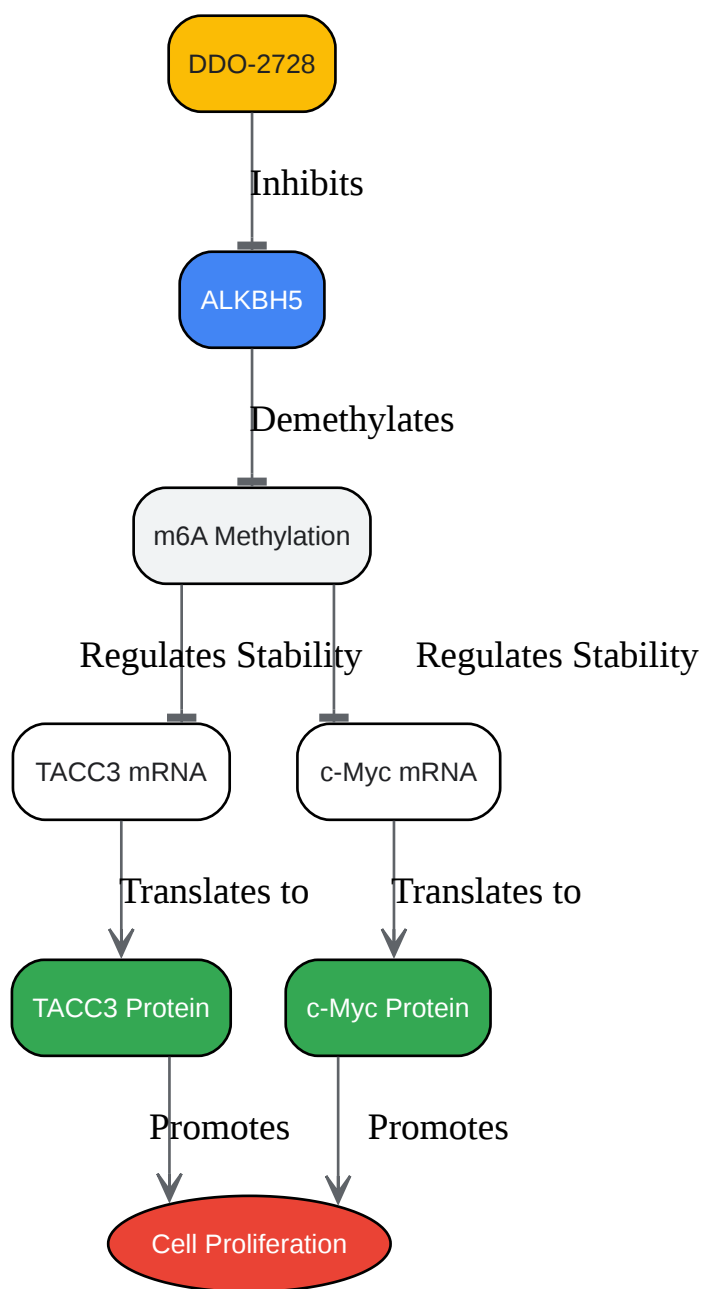 DDO-2728
Inhibits
ALKBH5
Demethylates
m6A Methylation
Regulates Stability
Regulates Stability
TACC3 mRNA
c-Myc mRNA
Translates to
Translates to
TACC3 Protein
c-Myc Protein
Promotes
Promotes
Cell Proliferation